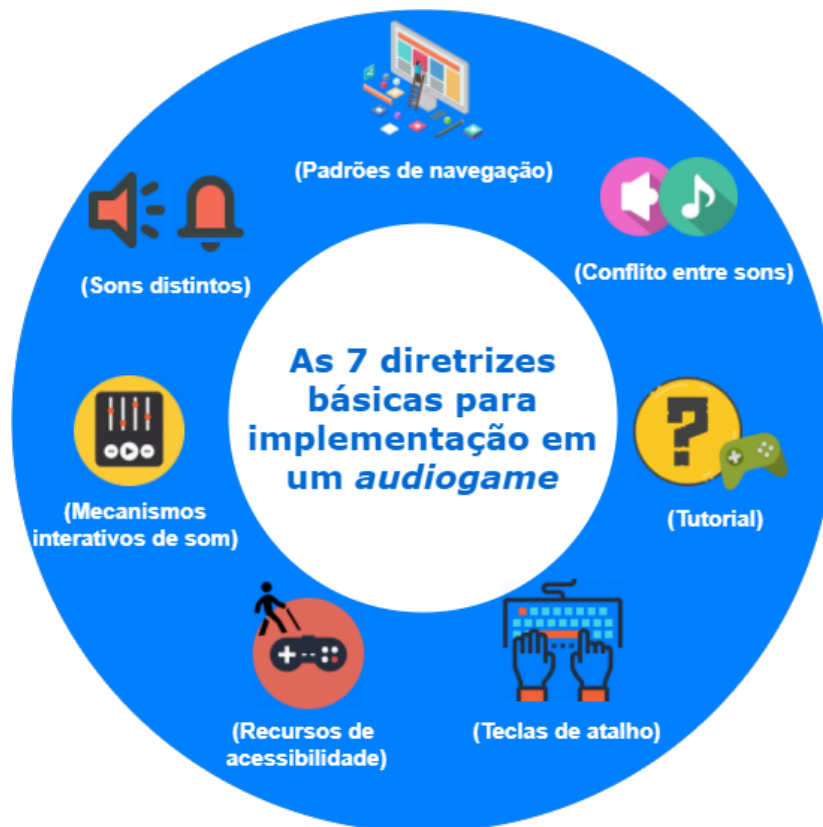 As 7 diretrizes
básicas para
implementação em
um audiogame
(Padrões de navegação)
(Conflito entre sons)
(Tutorial)
(Teclas de atalho)
(Recursos de
acessibilidade)
(Mecanismos
interativos de som)
(Sons distintos)